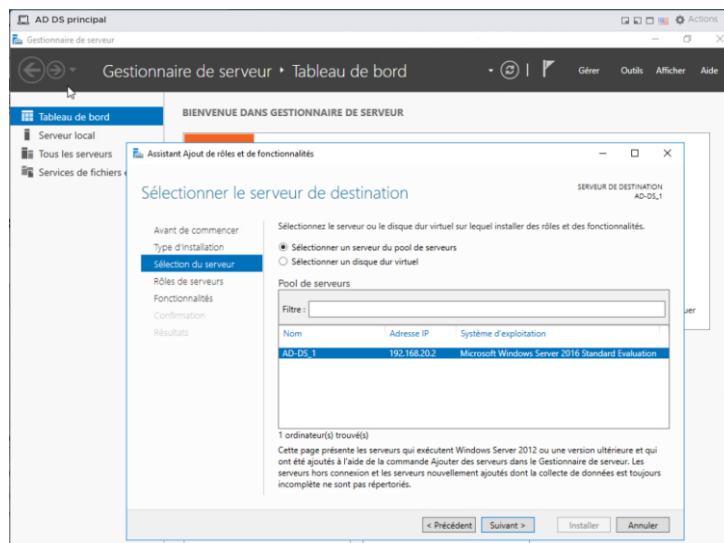 AD DS principal
Actions
Gestionnaire de serveur
Gestionnaire de serveur • Tableau de bord
Gérer Outils Afficher Aide
Tableau de bord
Serveur local
Tous les serveurs
Services de fichiers
BIENVENUE DANS GESTIONNAIRE DE SERVEUR
Assistant Ajout de rôles et de fonctionnalités
Sélectionner le serveur de destination
SERVEUR DE DESTINATION
AD-DS_1
Avant de commencer
Type d'installation
Sélection du serveur
Rôles de serveurs
Fonctionnalités
Confirmation
Résultats
Sélectionnez le serveur ou le disque dur virtuel sur lequel installer des rôles et des fonctionnalités.
Sélectionner un serveur du pool de serveurs
Sélectionner un disque dur virtuel
Pool de serveurs
Filtre :
Nom Adresse IP Système d'exploitation
AD-DS_1 192.168.20.2 Microsoft Windows Server 2016 Standard Evaluation
1 ordinateur(s) trouvé(s)
Cette page présente les serveurs qui exécutent Windows Server 2012 ou une version ultérieure et qui
ont été ajoutés à l'aide de la commande Ajouter des serveurs dans le Gestionnaire de serveur. Les
serveurs hors connexion et les serveurs nouvellement ajoutés dont la collecte de données est toujours
incomplète ne sont pas répertoriés.
uer
< Précédent Suivant > Installer Annuler